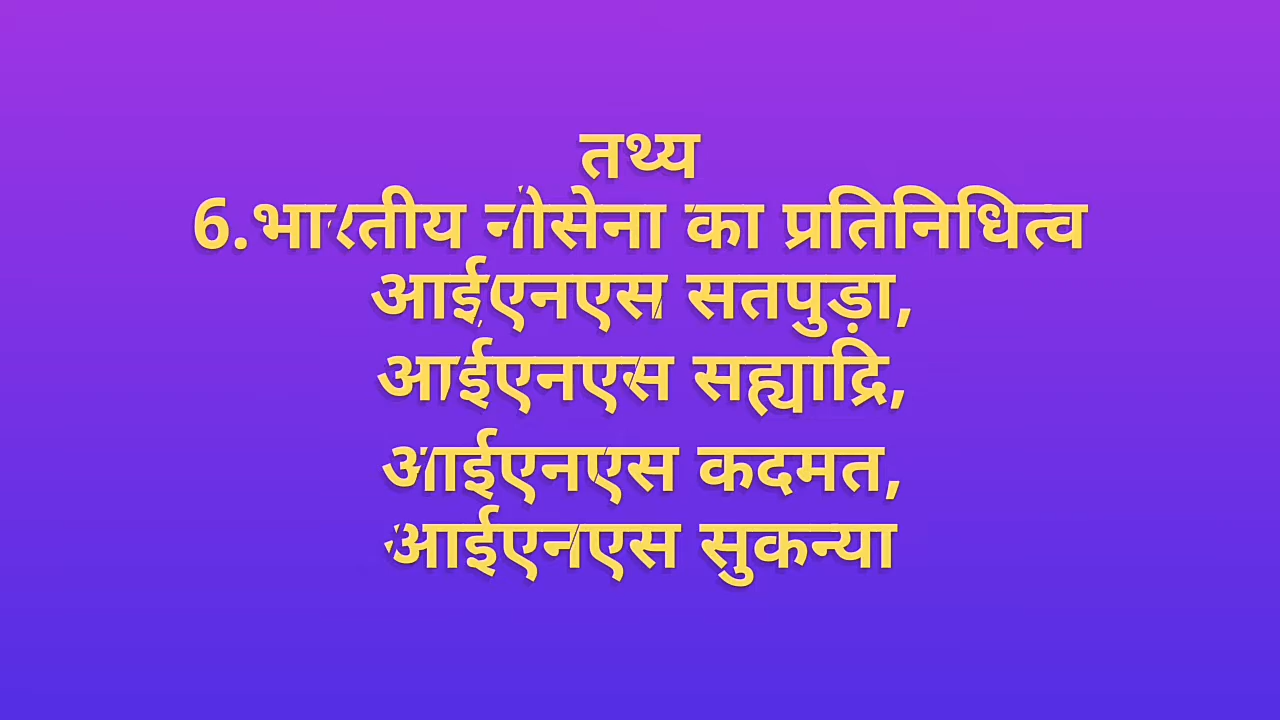 तथ्य
6.भारतीय नौसेना का प्रतिनिधित्व
आईएनएस सतपुड़ा,
आईएनएस सह्याद्रि,
आईएनएस कदमत,
आईएनएस सुकन्या